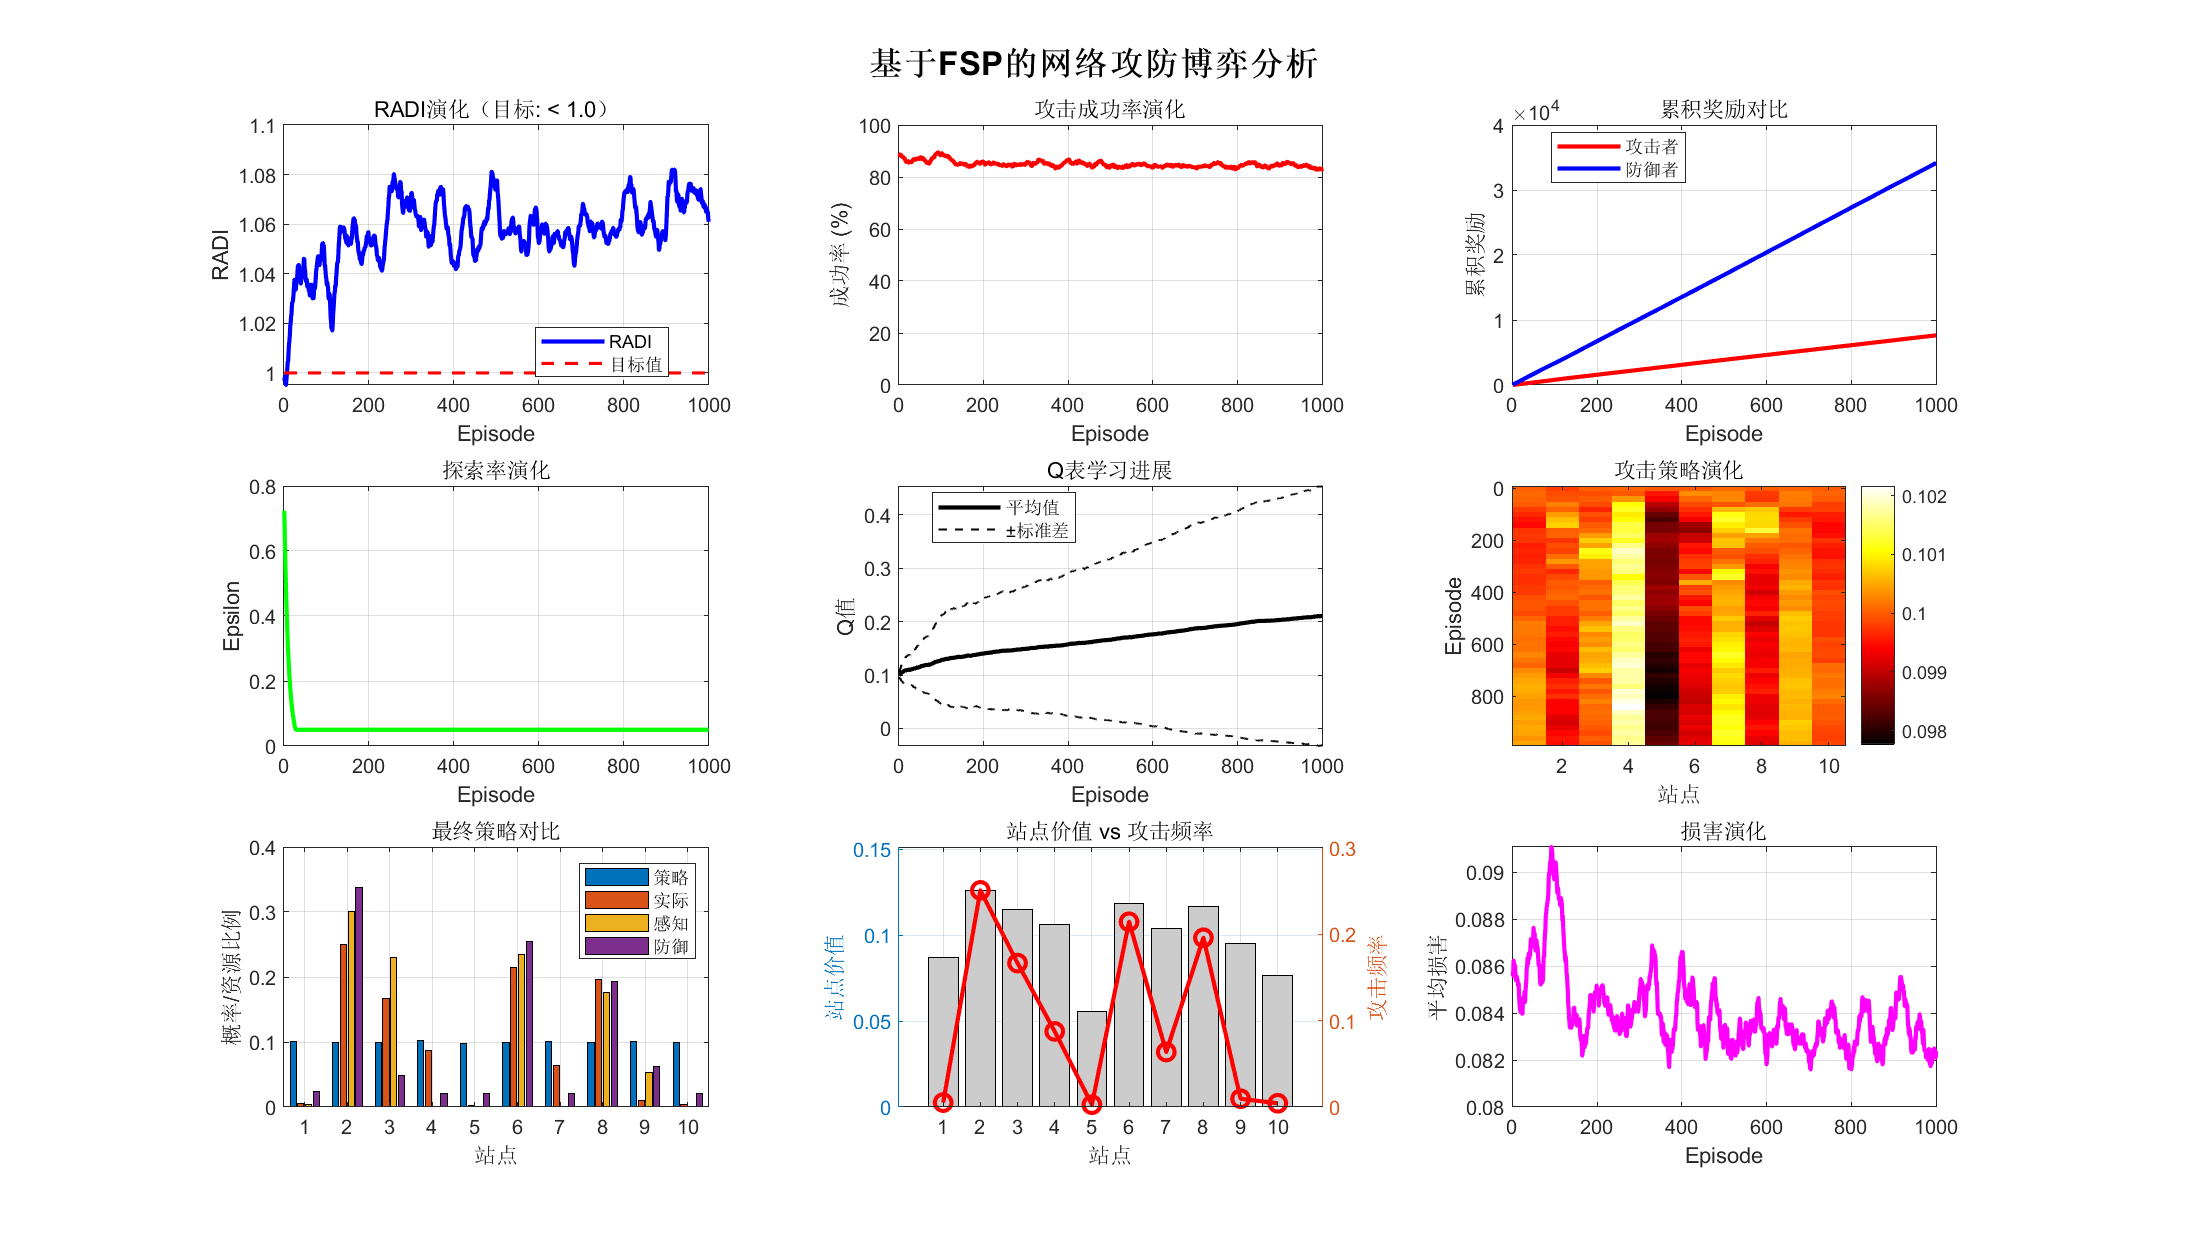 基于FSP的网络攻防博弈分析
RADI演化（目标: < 1.0）
1.1
1.08
1.06
1.04
1.02
1
RADI
RADI
目标值
0 200 400 600 800 1000
Episode
攻击成功率演化
100
80
60
40
20
0
成功率 (%)
0 200 400 600 800 1000
Episode
累积奖励对比
×10⁴
4
3
2
1
0
累积奖励
攻击者
防御者
0 200 400 600 800 1000
Episode
探索率演化
0.8
0.6
0.4
0.2
0
Epsilon
0 200 400 600 800 1000
Episode
Q表学习进展
0.4
0.3
0.2
0.1
0
Q值
平均值
±标准差
0 200 400 600 800 1000
Episode
攻击策略演化
0
200
400
600
800
Episode
2 4 6 8 10
站点
0.102
0.101
0.1
0.099
0.098
最终策略对比
0.4
0.3
0.2
0.1
0
概率/资源比例
策略
实际
感知
防御
1 2 3 4 5 6 7 8 9 10
站点
站点价值 vs 攻击频率
0.15
0.1
0.05
0
站点价值
0.3
0.2
0.1
0
攻击频率
1 2 3 4 5 6 7 8 9 10
站点
损害演化
0.09
0.088
0.086
0.084
0.082
0.08
平均损害
0 200 400 600 800 1000
Episode